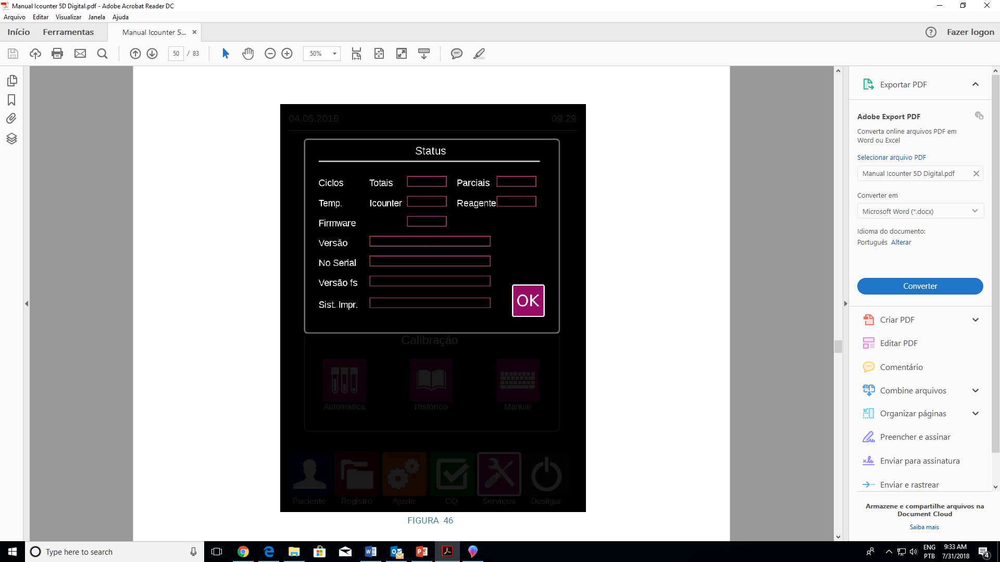 Manual Icounter 5D Digital.pdf - Adobe Acrobat Reader DC
Arquivo Editar Visualizar Janela Ajuda
Início Ferramentas Manual Icounter 5... × Fazer logon
50 / 83 50%
04.06.2018 09:29
Status
Ciclos Totais Parciais
Temp. Icounter Reagente
Firmware
Versão
No Serial
Versão fs
Sist. Impr.
OK
Calibração
Automática Histórico Manual
Paciente Registro Ajuste CQ Serviços Desligar
FIGURA 46
Exportar PDF
Adobe Export PDF
Converta online arquivos PDF em
Word ou Excel
Selecionar arquivo PDF
Manual Icounter 5D Digital.pdf
Converter em
Microsoft Word (*.docx)
Idioma do documento:
Português Alterar
Converter
Criar PDF
Editar PDF
Comentário
Combine arquivos
Organizar páginas
Preencher e assinar
Enviar para assinatura
Enviar e rastrear
Armazene e compartilhe arquivos na
Document Cloud
Saiba mais
Type here to search
ENG
PTB
9:33 AM
7/31/2018
4